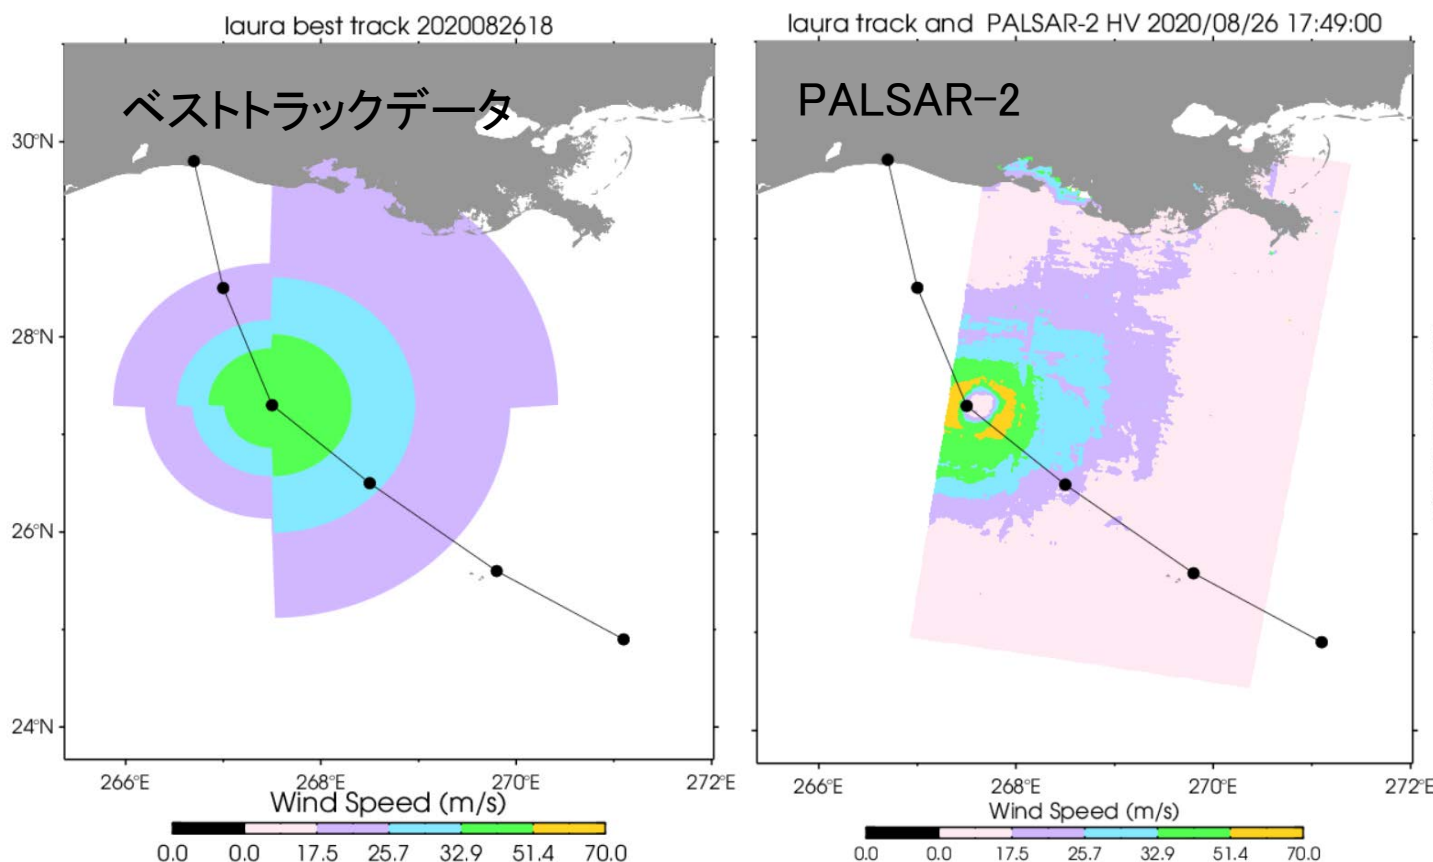 laura best track 2020082618
ベストトラックデータ
30°N
28°N
26°N
24°N
266°E 268°E 270°E 272°E
Wind Speed (m/s)
0.0 0.0 17.5 25.7 32.9 51.4 70.0
laura track and PALSAR-2 HV 2020/08/26 17:49:00
PALSAR-2
266°E 268°E 270°E 272°E
Wind Speed (m/s)
0.0 0.0 17.5 25.7 32.9 51.4 70.0